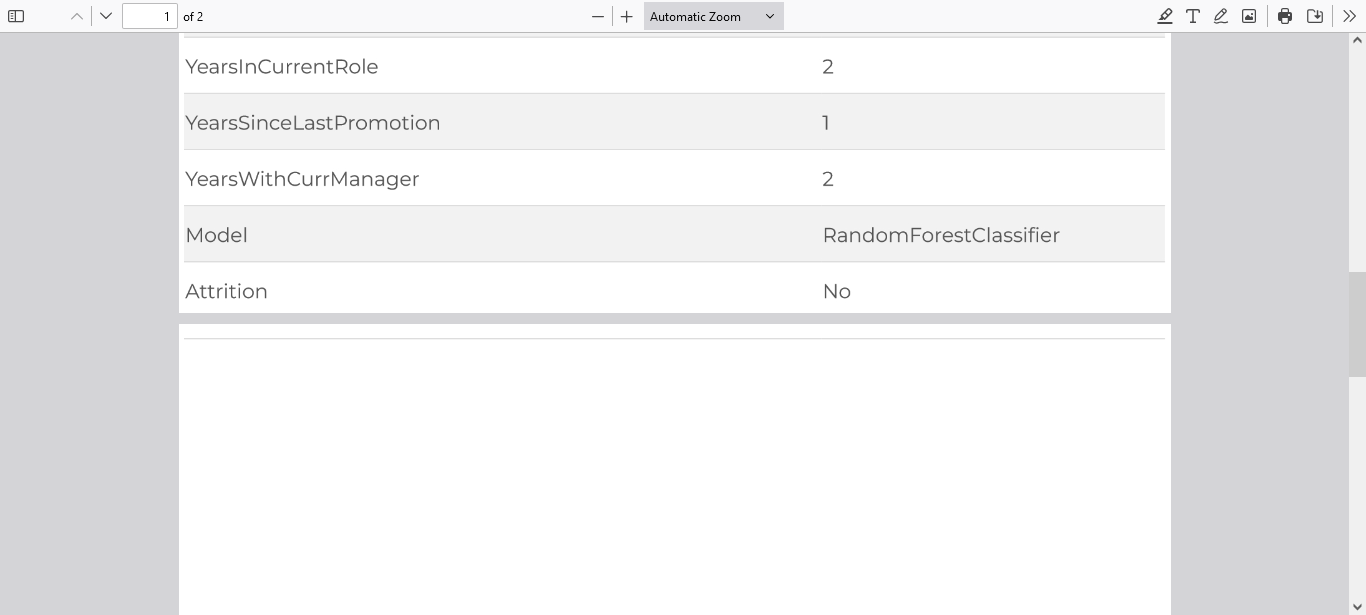 1 of 2 Automatic Zoom
YearsInCurrentRole 2
YearsSinceLastPromotion 1
YearsWithCurrManager 2
Model RandomForestClassifier
Attrition No